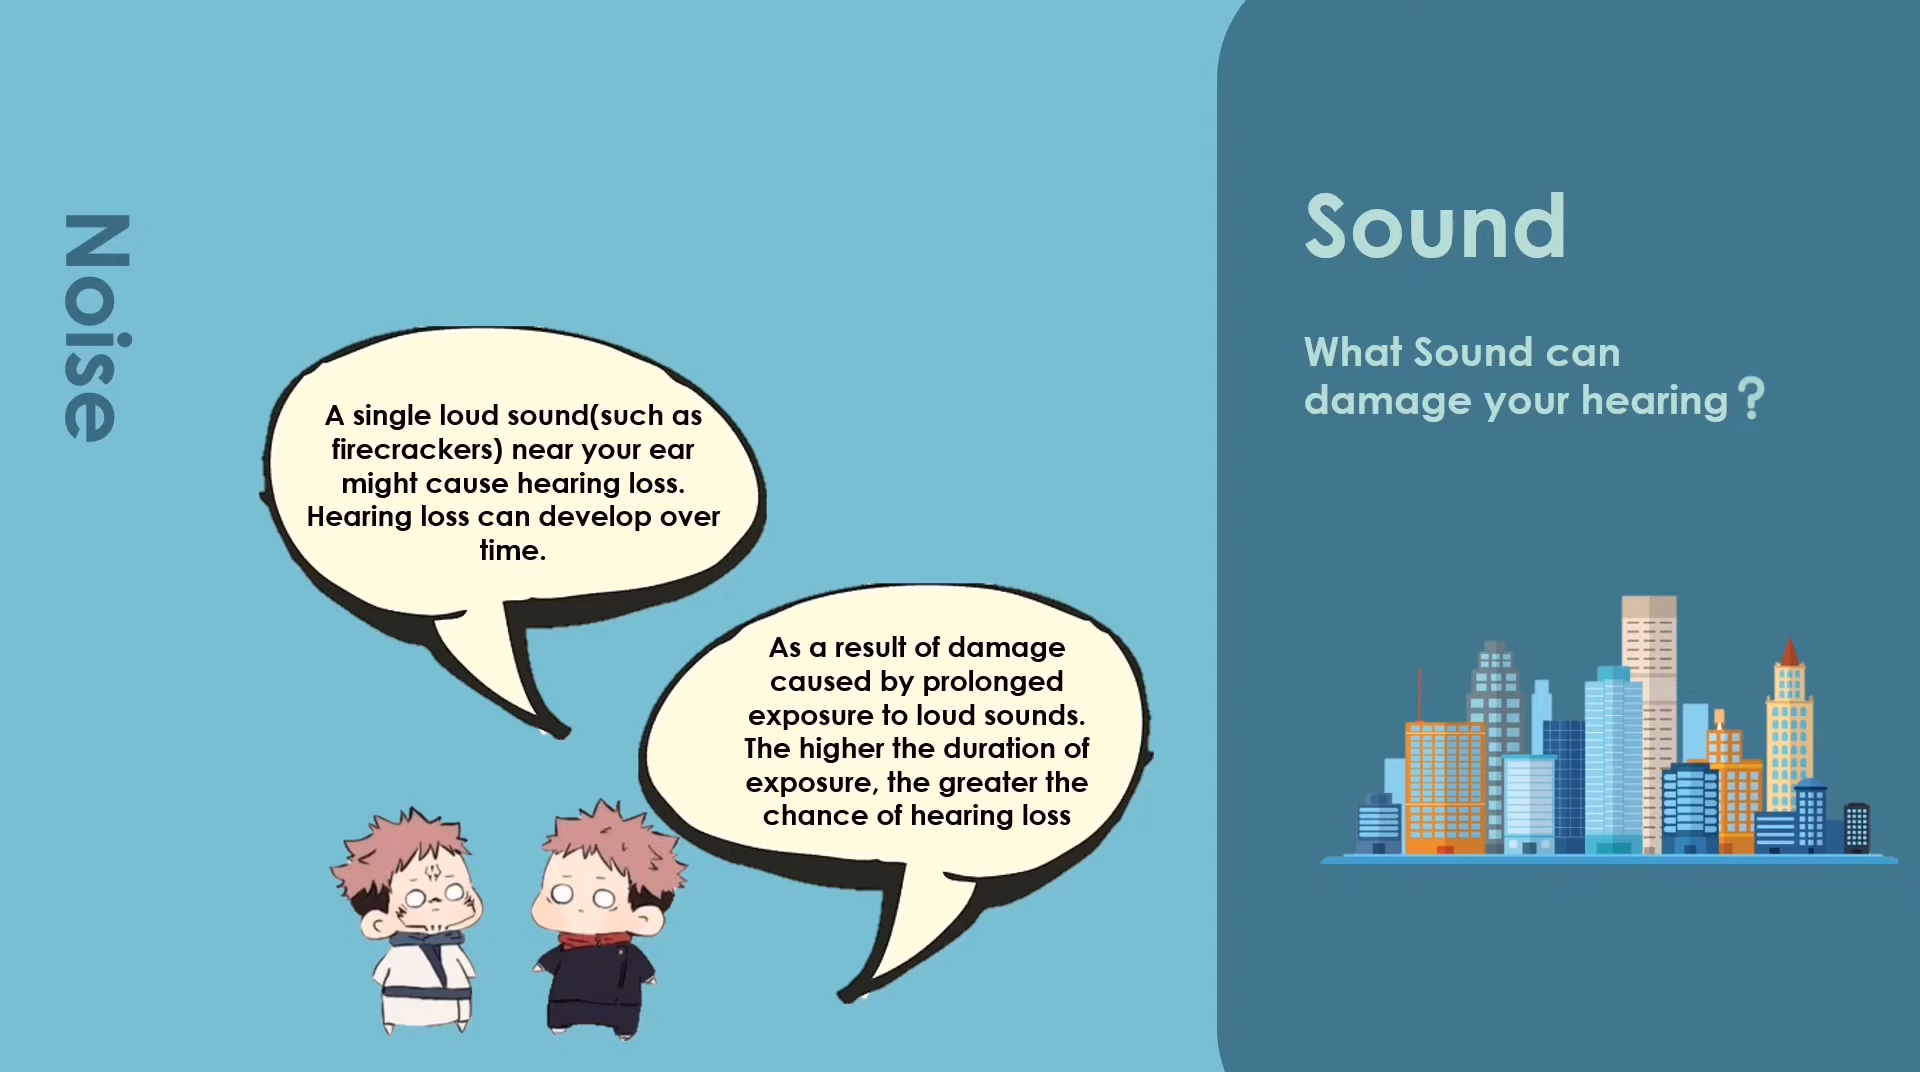 Noise
A single loud sound(such as
firecrackers) near your ear
might cause hearing loss.
Hearing loss can develop over
time.
As a result of damage
caused by prolonged
exposure to loud sounds.
The higher the duration of
exposure, the greater the
chance of hearing loss
Sound
What Sound can
damage your hearing?